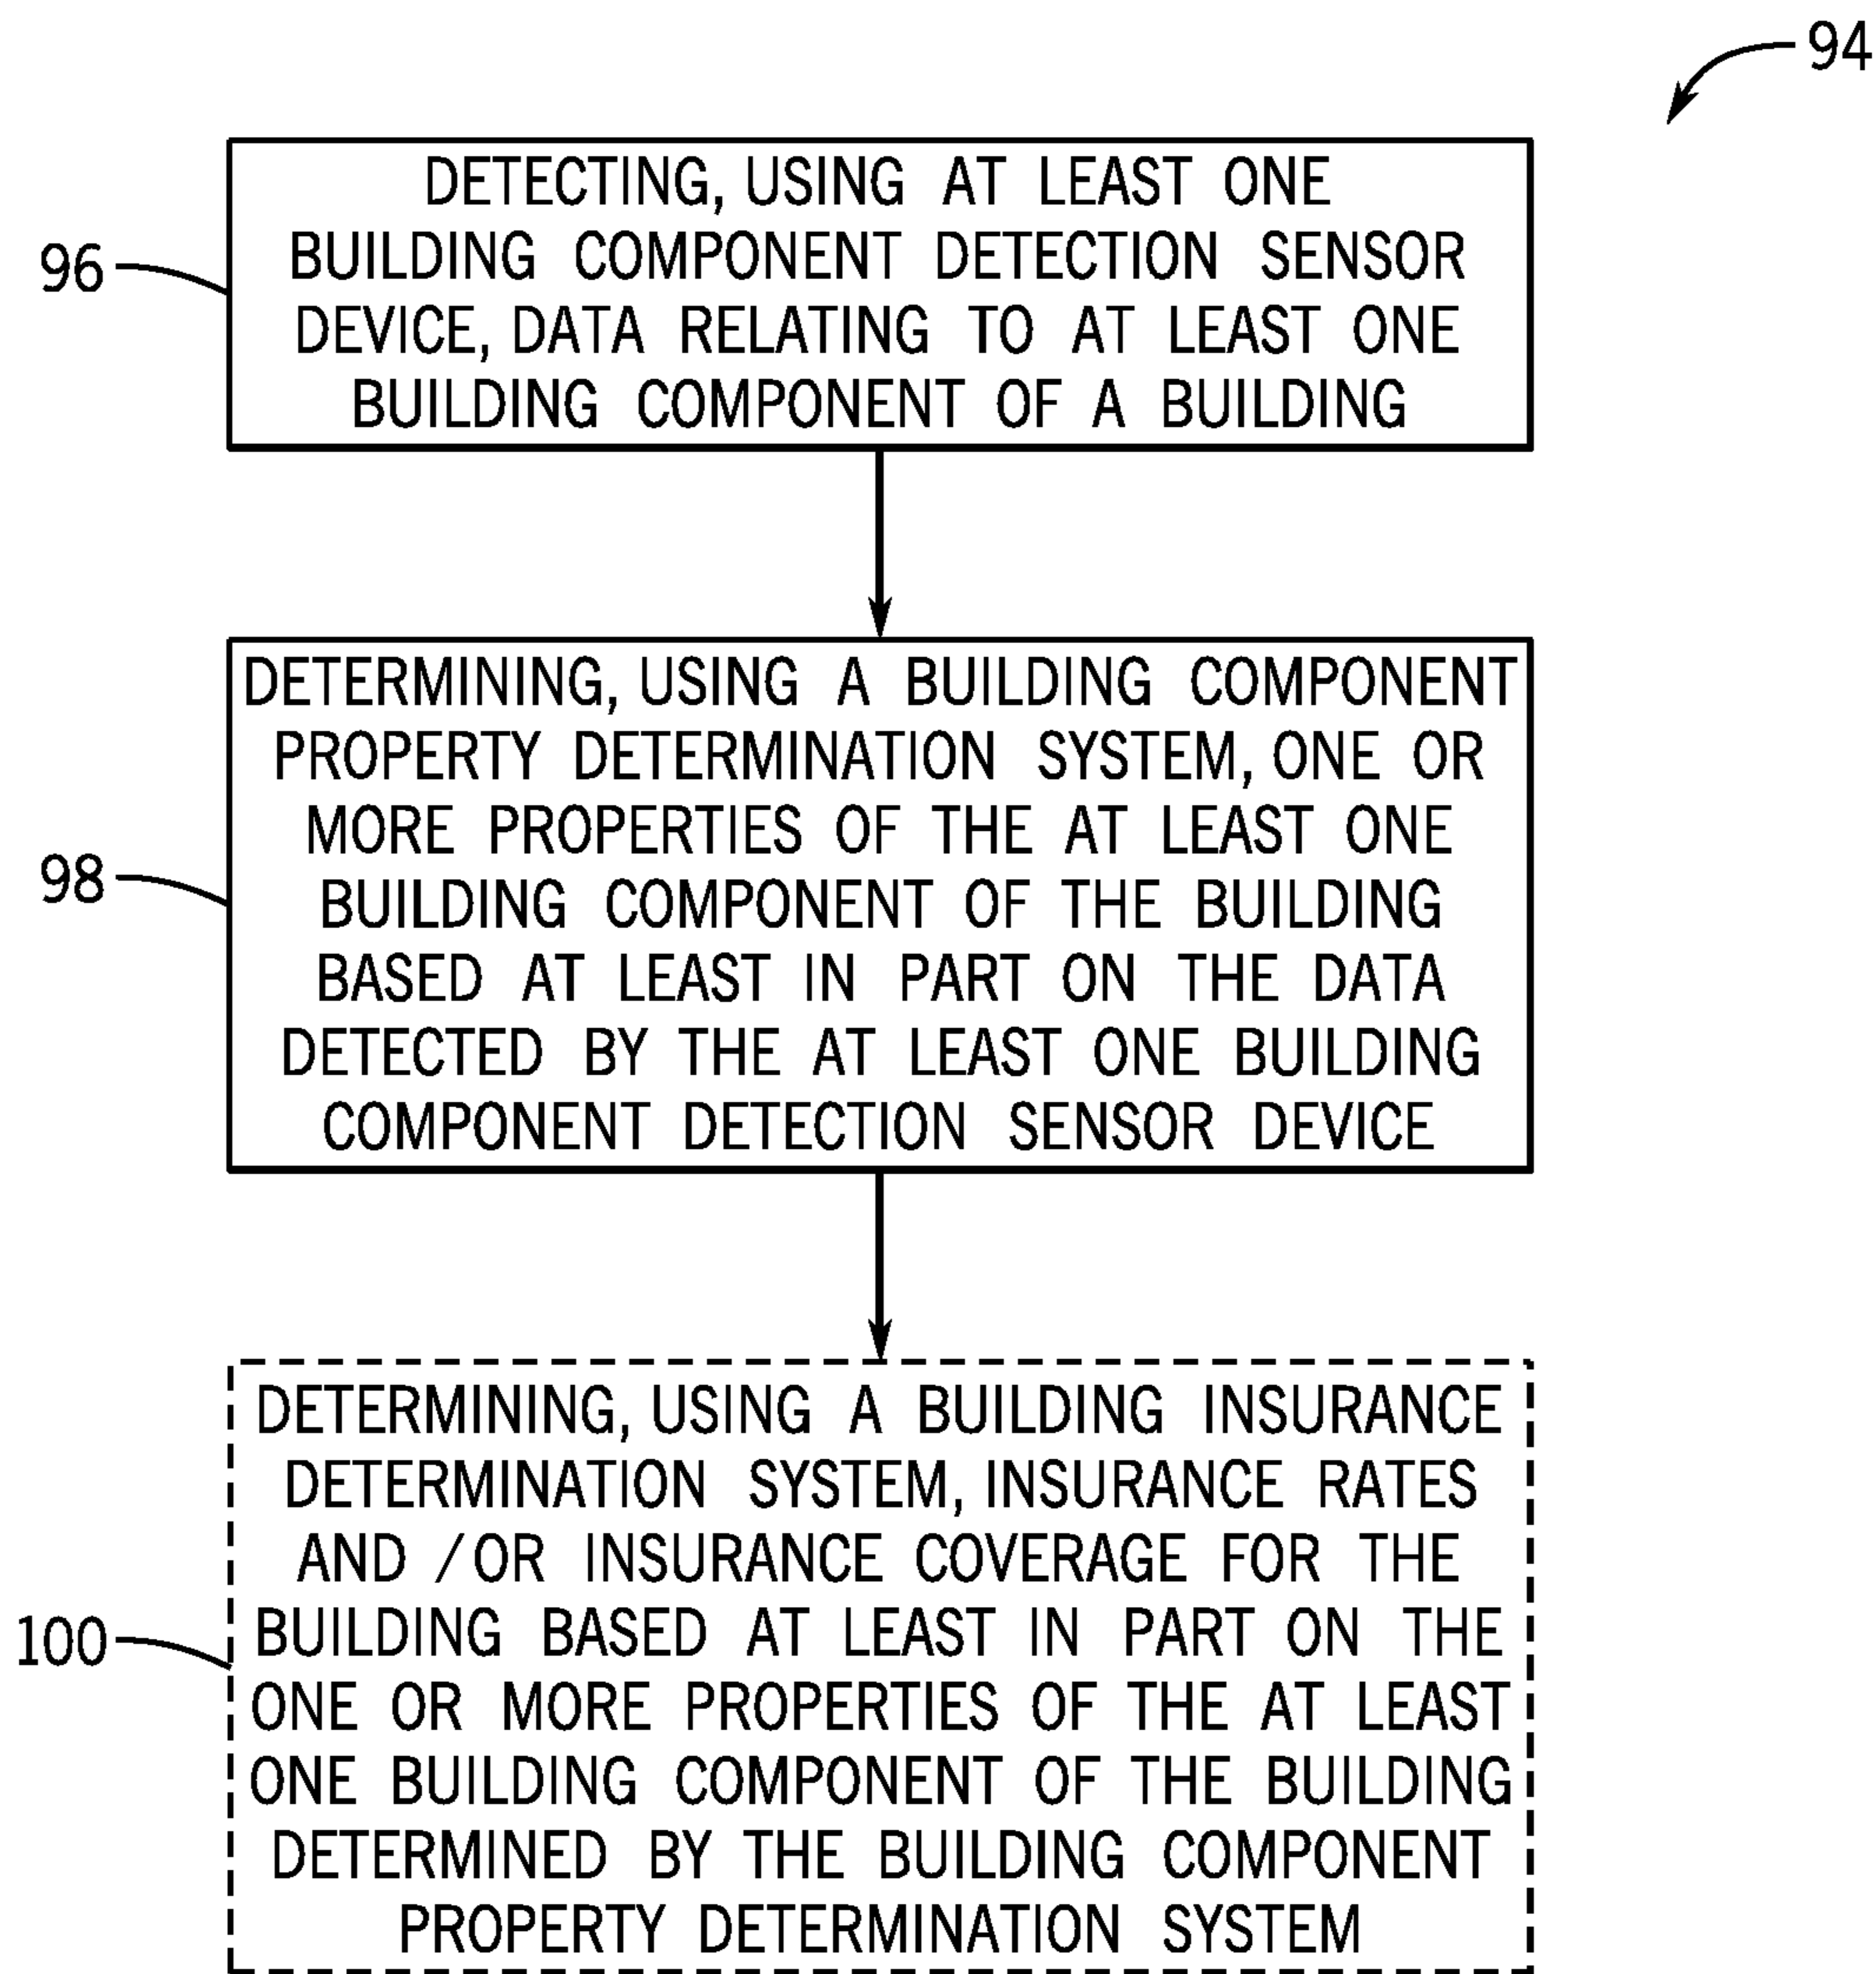 94
96
DETECTING, USING AT LEAST ONE
BUILDING COMPONENT DETECTION SENSOR
DEVICE, DATA RELATING TO AT LEAST ONE
BUILDING COMPONENT OF A BUILDING
98
DETERMINING, USING A BUILDING COMPONENT
PROPERTY DETERMINATION SYSTEM, ONE OR
MORE PROPERTIES OF THE AT LEAST ONE
BUILDING COMPONENT OF THE BUILDING
BASED AT LEAST IN PART ON THE DATA
DETECTED BY THE AT LEAST ONE BUILDING
COMPONENT DETECTION SENSOR DEVICE
100
DETERMINING, USING A BUILDING INSURANCE
DETERMINATION SYSTEM, INSURANCE RATES
AND /OR INSURANCE COVERAGE FOR THE
BUILDING BASED AT LEAST IN PART ON THE
ONE OR MORE PROPERTIES OF THE AT LEAST
ONE BUILDING COMPONENT OF THE BUILDING
DETERMINED BY THE BUILDING COMPONENT
PROPERTY DETERMINATION SYSTEM